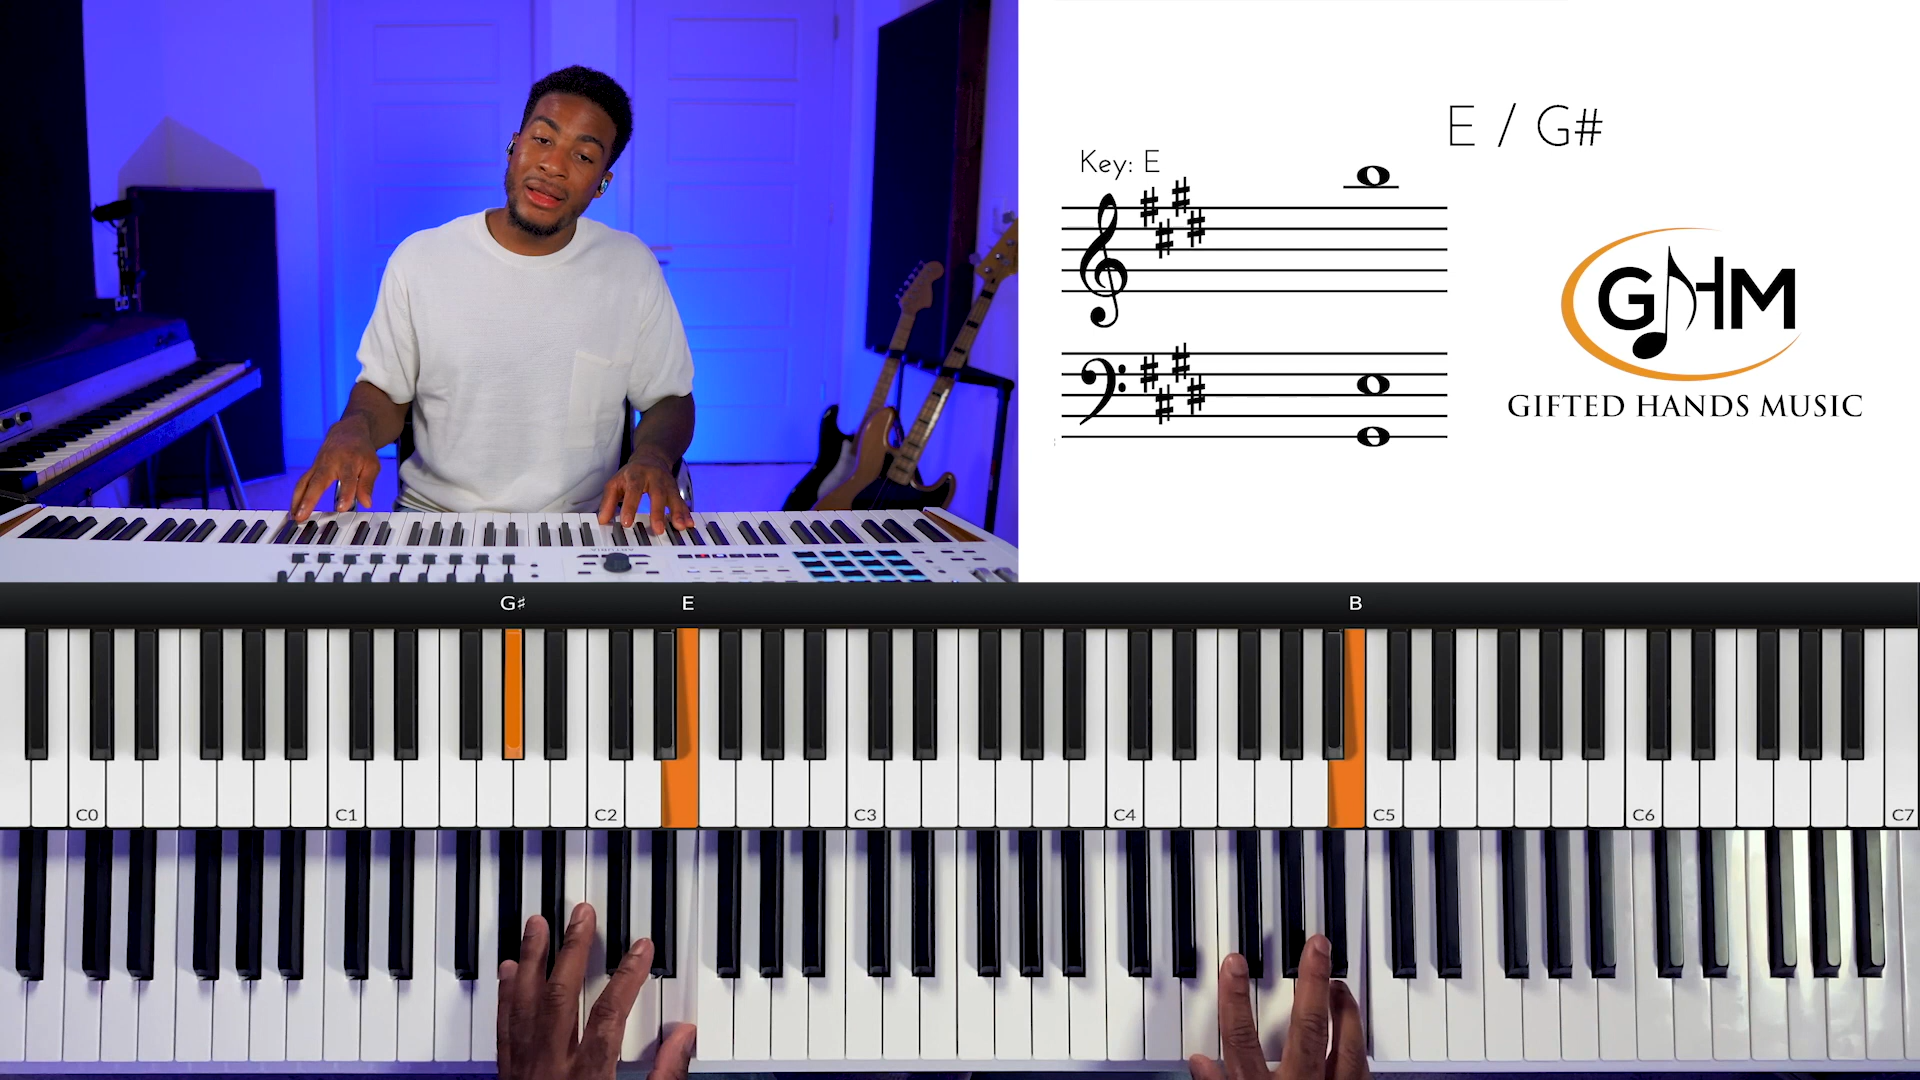 E / G#
Key: E
GHM
GIFTED HANDS MUSIC
G♯ E B
C0 C1 C2 C3 C4 C5 C6 C7